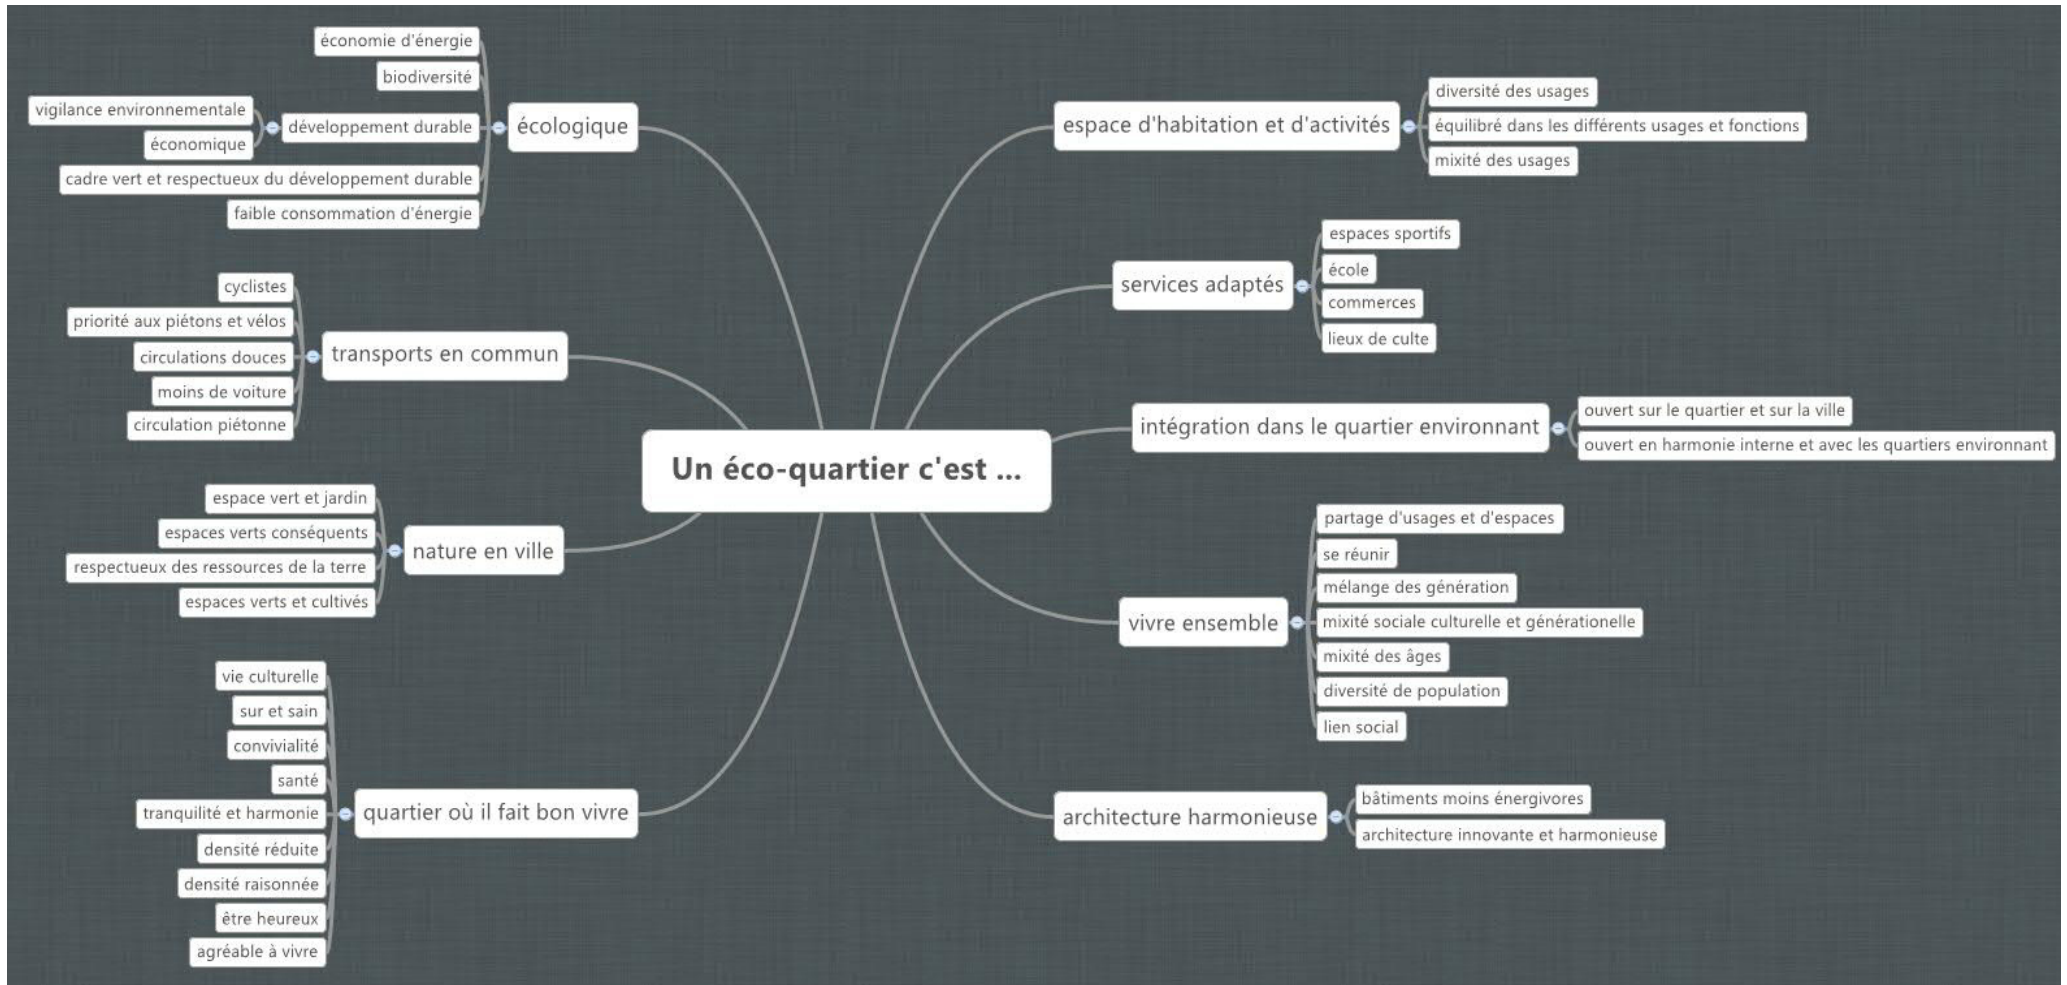 Un éco-quartier c'est ...
écologique
économie d'énergie
biodiversité
développement durable
vigilance environnementale
économique
cadre vert et respectueux du développement durable
faible consommation d'énergie
transports en commun
cyclistes
priorité aux piétons et vélos
circulations douces
moins de voiture
circulation piétonne
nature en ville
espace vert et jardin
espaces verts conséquents
respectueux des ressources de la terre
espaces verts et cultivés
quartier où il fait bon vivre
vie culturelle
sur et sain
convivialité
santé
tranquilité et harmonie
densité réduite
densité raisonnée
être heureux
agréable à vivre
espace d'habitation et d'activités
diversité des usages
équilibré dans les différents usages et fonctions
mixité des usages
services adaptés
espaces sportifs
école
commerces
lieux de culte
intégration dans le quartier environnant
ouvert sur le quartier et sur la ville
ouvert en harmonie interne et avec les quartiers environnant
vivre ensemble
partage d'usages et d'espaces
se réunir
mélange des génération
mixité sociale culturelle et générationelle
mixité des âges
diversité de population
lien social
architecture harmonieuse
bâtiments moins énergivores
architecture innovante et harmonieuse